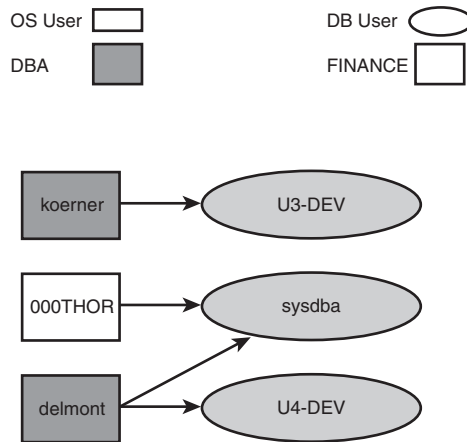 OS User
DB User
DBA
FINANCE
koerner
U3-DEV
000THOR
sysdba
delmont
U4-DEV